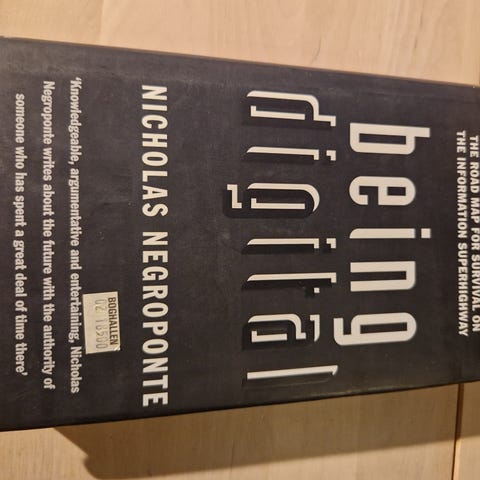 THE ROAD MAP FOR SURVIVAL ON
THE INFORMATION SUPERHIGHWAY
being
digital
NICHOLAS NEGROPONTE
'Knowledgeable, argumentative and entertaining, Nicholas
Negroponte writes about the future with the authority of
someone who has spent a great deal of time there'
BOGHALLEN